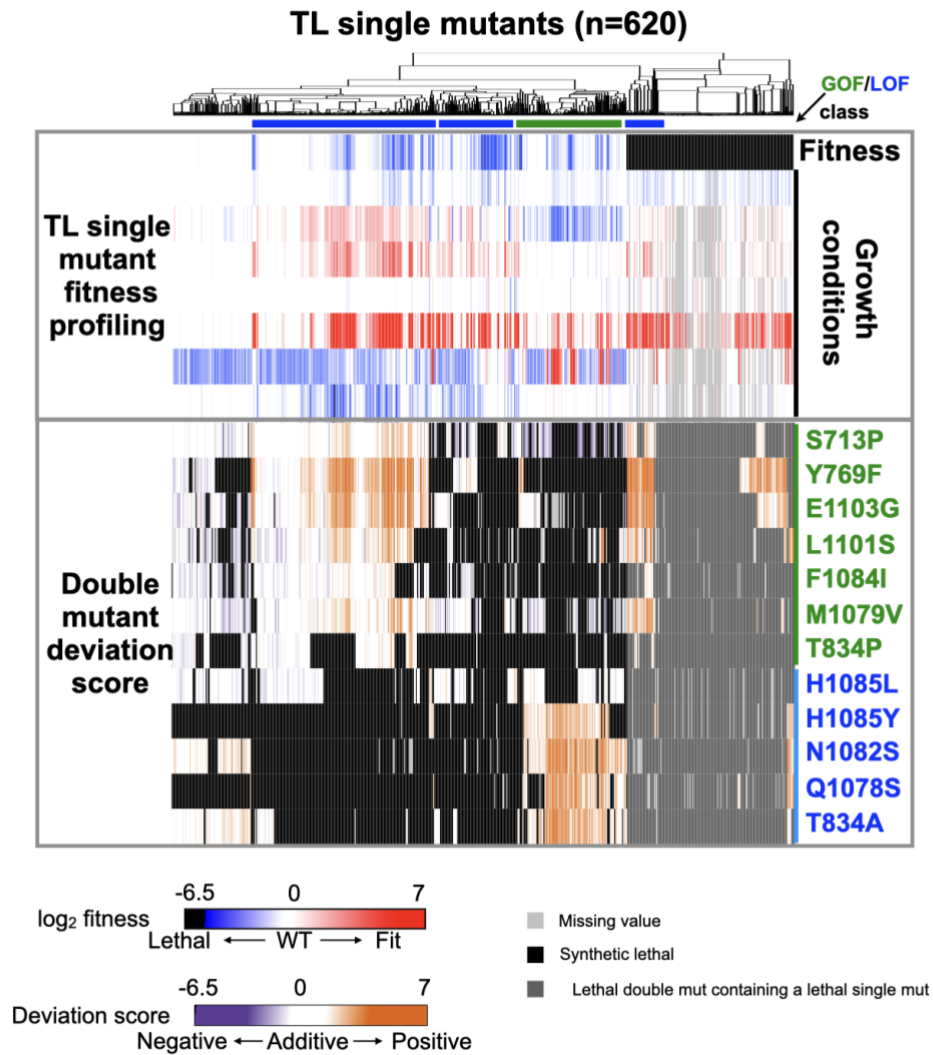 TL single mutants (n=620)
GOF/LOF
class
Fitness
TL single
mutant
fitness
profiling
Growth
conditions
Double
mutant
deviation
score
S713P
Y769F
E1103G
L1101S
F1084I
M1079V
T834P
H1085L
H1085Y
N1082S
Q1078S
T834A
-6.5 0 7
log₂ fitness
Lethal ← WT → Fit
-6.5 0 7
Deviation score
Negative ← Additive → Positive
Missing value
Synthetic lethal
Lethal double mut containing a lethal single mut